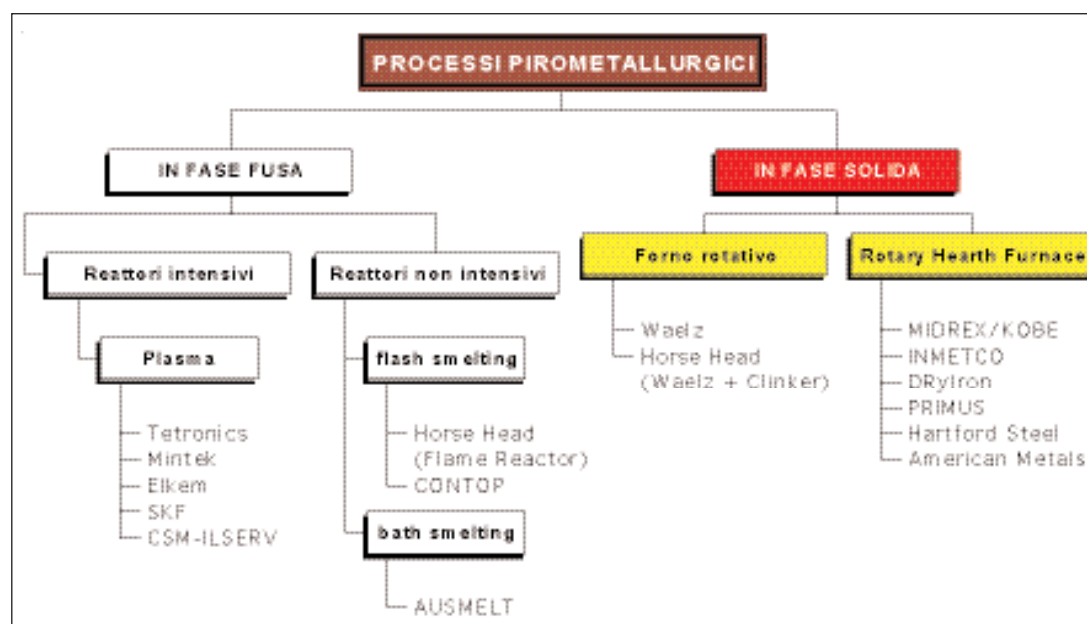 PROCESSI PIROMETALLURGICI
IN FASE FUSA
IN FASE SOLIDA
Reattori intensivi
Reattori non intensivi
Forno rotativo
Rotary Hearth Furnace
Plasma
Tetronics
Mintek
Elkem
SKF
CSM-ILSERV
flash smelting
Horse Head
(Flame Reactor)
CONTOP
bath smelting
AUSMELT
Waelz
Horse Head
(Waelz + Clinker)
MIDREX/KOBE
INMETCO
DRyIron
PRIMUS
Hartford Steel
American Metals